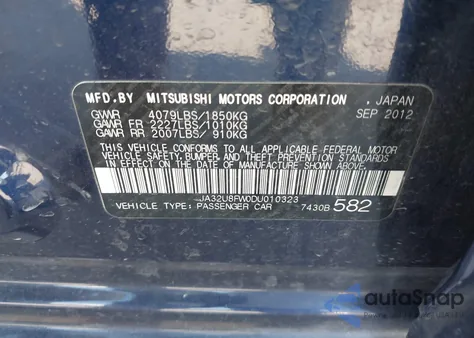 MFD.BY MITSUBISHI MOTORS CORPORATION , JAPAN
GWVR 4079LBS/1850KG SEP 2012
GAWR FR 2227LBS/1010KG
GAWR RR 2007LBS/ 910KG
THIS VEHICLE CONFORMS TO ALL APPLICABLE FEDERAL MOTOR
VEHICLE SAFETY, BUMPER, AND THEFT PREVENTION STANDARDS
IN EFFECT ON THE DATE OF MANUFACTURE SHOWN ABOVE.
JA32U8FW0DU010323
VEHICLE TYPE: PASSENGER CAR 7430B 582
autoSnap